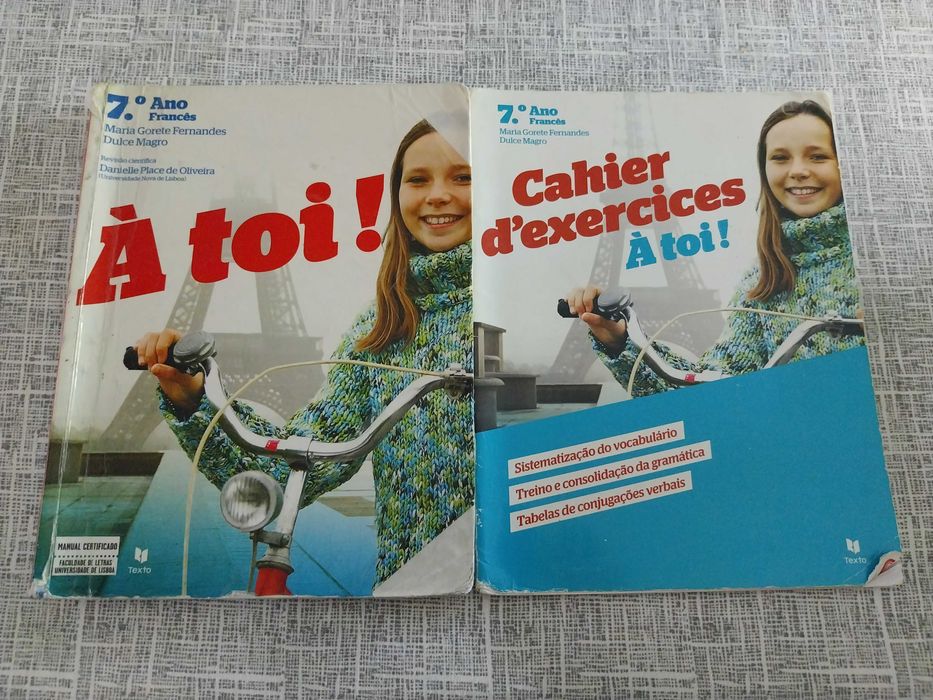 7.º Ano
Francês
Maria Gorete Fernandes
Dulce Magro
Revisão científica
Danielle Place de Oliveira
(Universidade Nova de Lisboa)
À toi !
MANUAL CERTIFICADO
FACULDADE DE LETRAS
UNIVERSIDADE DE LISBOA
Texto
7.º Ano
Francês
Maria Gorete Fernandes
Dulce Magro
Cahier
d'exercices
À toi !
Sistematização do vocabulário
Treino e consolidação da gramática
Tabelas de conjugações verbais
Texto